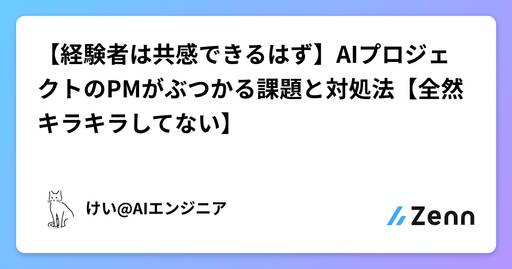 【経験者は共感できるはず】AIプロジェ
クトのPMがぶつかる課題と対処法【全然
キラキラしてない】
けい@AIエンジニア
Zenn